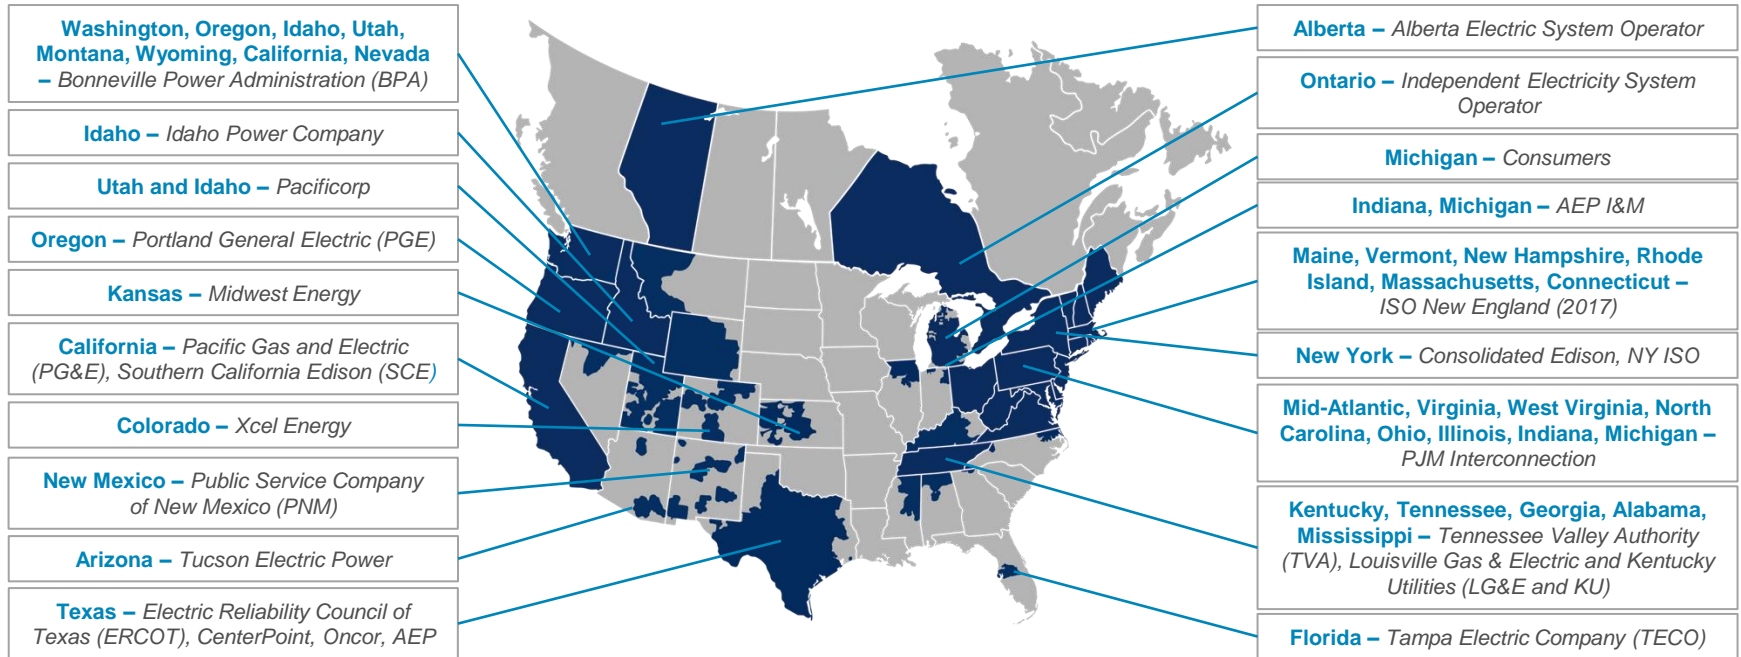 Washington, Oregon, Idaho, Utah,
Montana, Wyoming, California, Nevada
– Bonneville Power Administration (BPA)
Idaho – Idaho Power Company
Utah and Idaho – Pacificorp
Oregon – Portland General Electric (PGE)
Kansas – Midwest Energy
California – Pacific Gas and Electric
(PG&E), Southern California Edison (SCE)
Colorado – Xcel Energy
New Mexico – Public Service Company
of New Mexico (PNM)
Arizona – Tucson Electric Power
Texas – Electric Reliability Council of
Texas (ERCOT), CenterPoint, Oncor, AEP
Alberta – Alberta Electric System Operator
Ontario – Independent Electricity System
Operator
Michigan – Consumers
Indiana, Michigan – AEP I&M
Maine, Vermont, New Hampshire, Rhode
Island, Massachusetts, Connecticut –
ISO New England (2017)
New York – Consolidated Edison, NY ISO
Mid-Atlantic, Virginia, West Virginia, North
Carolina, Ohio, Illinois, Indiana, Michigan –
PJM Interconnection
Kentucky, Tennessee, Georgia, Alabama,
Mississippi – Tennessee Valley Authority
(TVA), Louisville Gas & Electric and Kentucky
Utilities (LG&E and KU)
Florida – Tampa Electric Company (TECO)